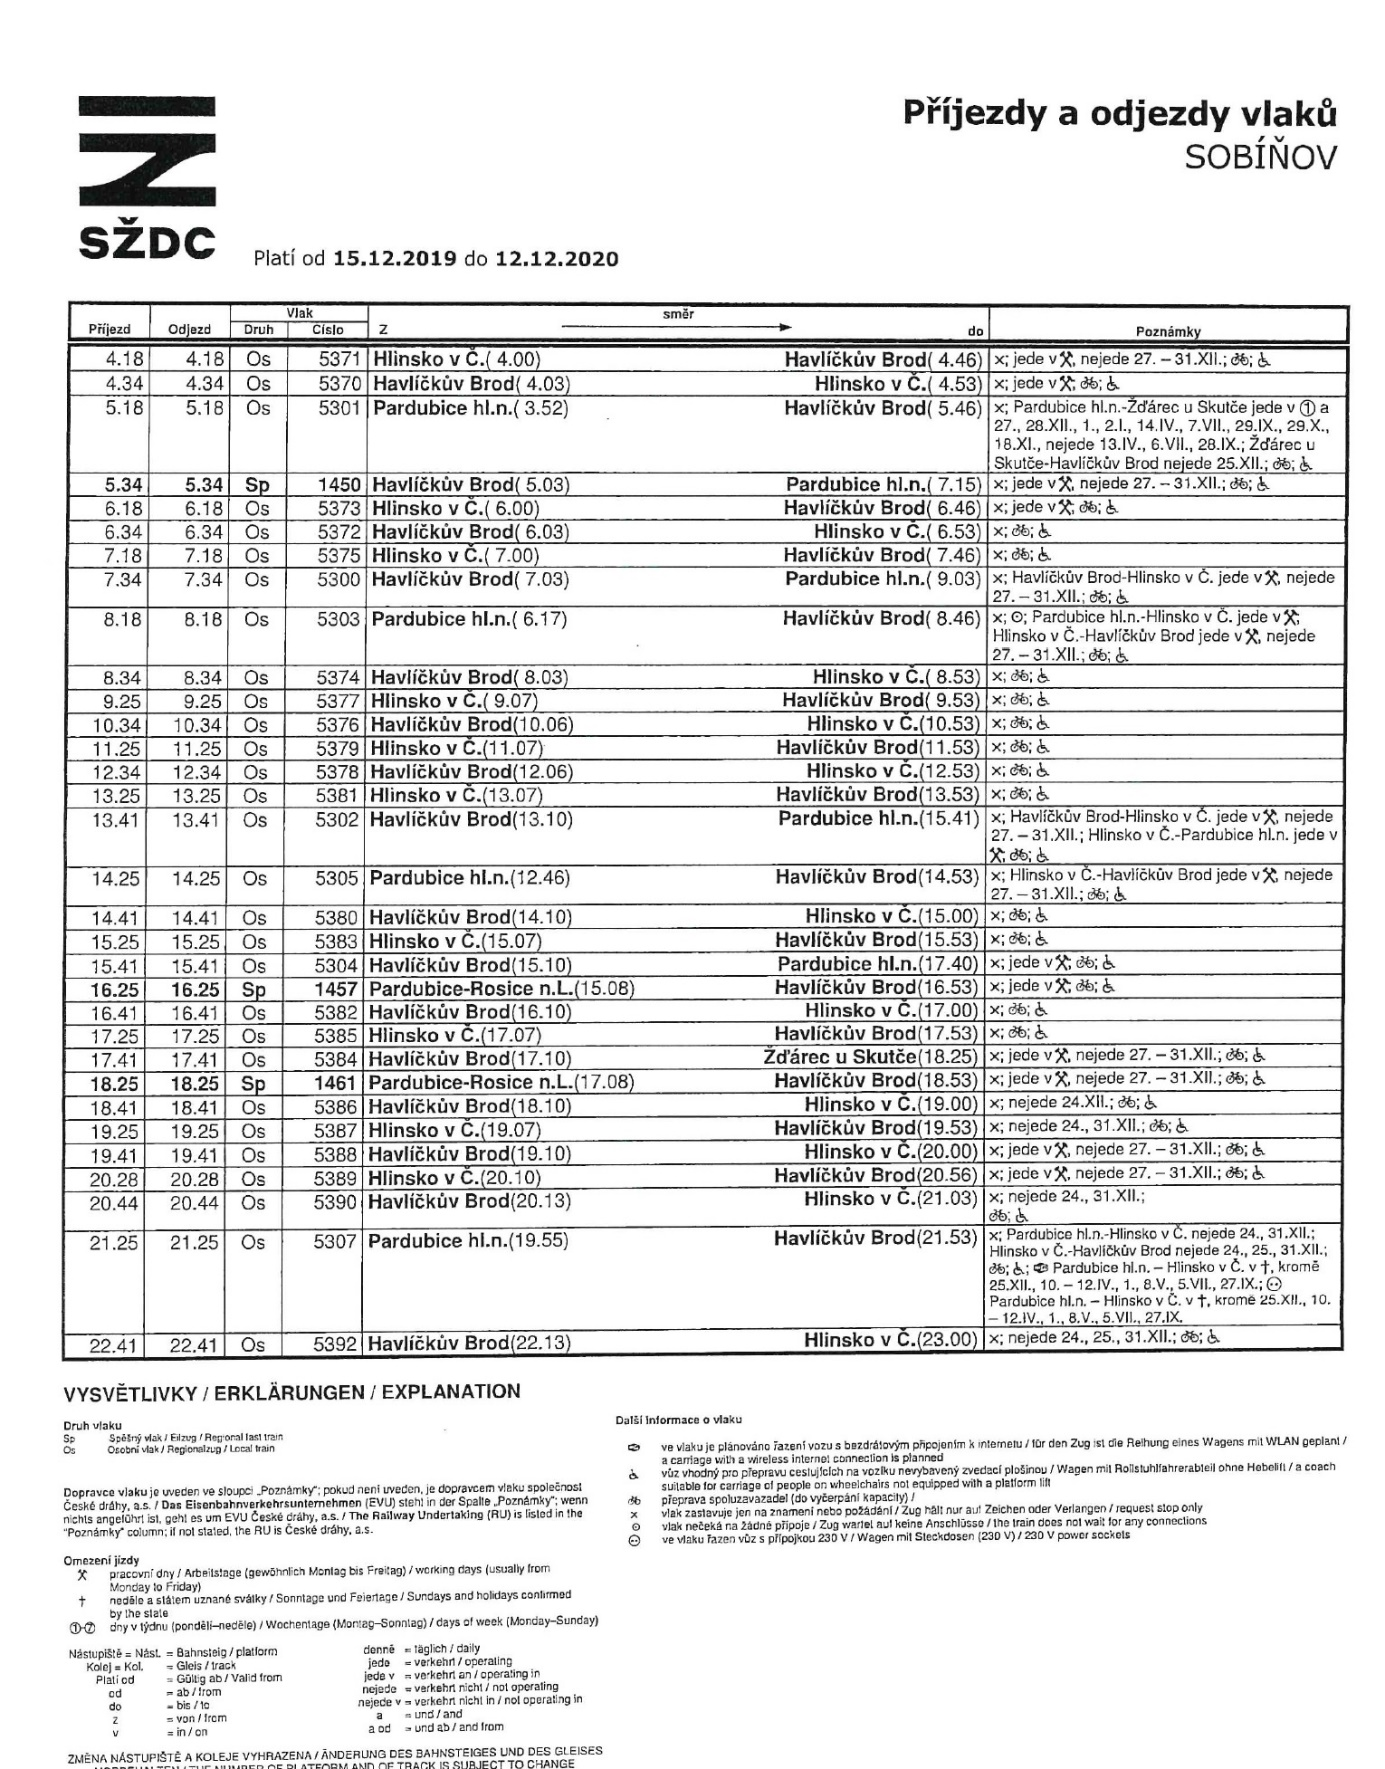 Příjezdy a odjezdy vlaků
SOBÍŇOV
SŽDC
Platí od 15.12.2019 do 12.12.2020
Příjezd Odjezd Vlak Druh Číslo Z směr do Poznámky
4.18 4.18 Os 5371 Hlinsko v Č.( 4.00) Havlíčkův Brod( 4.46) x; jede v ⚒, nejede 27. – 31.XII.; 🚲; ♿
4.34 4.34 Os 5370 Havlíčkův Brod( 4.03) Hlinsko v Č.( 4.53) x; jede v ⚒; 🚲; ♿
5.18 5.18 Os 5301 Pardubice hl.n.( 3.52) Havlíčkův Brod( 5.46) x; Pardubice hl.n.-Žďárec u Skutče jede v ① a
27., 28.XII., 1., 2.I., 14.IV., 7.VII., 29.IX., 29.X.,
18.XI., nejede 13.IV., 6.VII., 28.IX.; Žďárec u
Skutče-Havlíčkův Brod nejede 25.XII.; 🚲; ♿
5.34 5.34 Sp 1450 Havlíčkův Brod( 5.03) Pardubice hl.n.( 7.15) x; jede v ⚒, nejede 27. – 31.XII.; 🚲; ♿
6.18 6.18 Os 5373 Hlinsko v Č.( 6.00) Havlíčkův Brod( 6.46) x; jede v ⚒; 🚲; ♿
6.34 6.34 Os 5372 Havlíčkův Brod( 6.03) Hlinsko v Č.( 6.53) x; 🚲; ♿
7.18 7.18 Os 5375 Hlinsko v Č.( 7.00) Havlíčkův Brod( 7.46) x; 🚲; ♿
7.34 7.34 Os 5300 Havlíčkův Brod( 7.03) Pardubice hl.n.( 9.03) x; Havlíčkův Brod-Hlinsko v Č. jede v ⚒, nejede
27. – 31.XII.; 🚲; ♿
8.18 8.18 Os 5303 Pardubice hl.n.( 6.17) Havlíčkův Brod( 8.46) x; ⊙; Pardubice hl.n.-Hlinsko v Č. jede v ⚒;
Hlinsko v Č.-Havlíčkův Brod jede v ⚒, nejede
27. – 31.XII.; 🚲; ♿
8.34 8.34 Os 5374 Havlíčkův Brod( 8.03) Hlinsko v Č.( 8.53) x; 🚲; ♿
9.25 9.25 Os 5377 Hlinsko v Č.( 9.07) Havlíčkův Brod( 9.53) x; 🚲; ♿
10.34 10.34 Os 5376 Havlíčkův Brod(10.06) Hlinsko v Č.(10.53) x; 🚲; ♿
11.25 11.25 Os 5379 Hlinsko v Č.(11.07) Havlíčkův Brod(11.53) x; 🚲; ♿
12.34 12.34 Os 5378 Havlíčkův Brod(12.06) Hlinsko v Č.(12.53) x; 🚲; ♿
13.25 13.25 Os 5381 Hlinsko v Č.(13.07) Havlíčkův Brod(13.53) x; 🚲; ♿
13.41 13.41 Os 5302 Havlíčkův Brod(13.10) Pardubice hl.n.(15.41) x; Havlíčkův Brod-Hlinsko v Č. jede v ⚒, nejede
27. – 31.XII.; Hlinsko v Č.-Pardubice hl.n. jede v
⚒; 🚲; ♿
14.25 14.25 Os 5305 Pardubice hl.n.(12.46) Havlíčkův Brod(14.53) x; Hlinsko v Č.-Havlíčkův Brod jede v ⚒, nejede
27. – 31.XII.; 🚲; ♿
14.41 14.41 Os 5380 Havlíčkův Brod(14.10) Hlinsko v Č.(15.00) x; 🚲; ♿
15.25 15.25 Os 5383 Hlinsko v Č.(15.07) Havlíčkův Brod(15.53) x; 🚲; ♿
15.41 15.41 Os 5304 Havlíčkův Brod(15.10) Pardubice hl.n.(17.40) x; jede v ⚒; 🚲; ♿
16.25 16.25 Sp 1457 Pardubice-Rosice n.L.(15.08) Havlíčkův Brod(16.53) x; jede v ⚒; 🚲; ♿
16.41 16.41 Os 5382 Havlíčkův Brod(16.10) Hlinsko v Č.(17.00) x; 🚲; ♿
17.25 17.25 Os 5385 Hlinsko v Č.(17.07) Havlíčkův Brod(17.53) x; 🚲; ♿
17.41 17.41 Os 5384 Havlíčkův Brod(17.10) Žďárec u Skutče(18.25) x; jede v ⚒, nejede 27. – 31.XII.; 🚲; ♿
18.25 18.25 Sp 1461 Pardubice-Rosice n.L.(17.08) Havlíčkův Brod(18.53) x; jede v ⚒, nejede 27. – 31.XII.; 🚲; ♿
18.41 18.41 Os 5386 Havlíčkův Brod(18.10) Hlinsko v Č.(19.00) x; nejede 24.XII.; 🚲; ♿
19.25 19.25 Os 5387 Hlinsko v Č.(19.07) Havlíčkův Brod(19.53) x; nejede 24., 31.XII.; 🚲; ♿
19.41 19.41 Os 5388 Havlíčkův Brod(19.10) Hlinsko v Č.(20.00) x; jede v ⚒, nejede 27. – 31.XII.; 🚲; ♿
20.28 20.28 Os 5389 Hlinsko v Č.(20.10) Havlíčkův Brod(20.56) x; jede v ⚒, nejede 27. – 31.XII.; 🚲; ♿
20.44 20.44 Os 5390 Havlíčkův Brod(20.13) Hlinsko v Č.(21.03) x; nejede 24., 31.XII.;
🚲; ♿
21.25 21.25 Os 5307 Pardubice hl.n.(19.55) Havlíčkův Brod(21.53) x; Pardubice hl.n.-Hlinsko v Č. nejede 24., 31.XII.;
Hlinsko v Č.-Havlíčkův Brod nejede 24., 25., 31.XII.;
🚲; ♿; Pardubice hl.n. – Hlinsko v Č. v †, kromě
25.XII., 10. – 12.IV., 1., 8.V., 5.VII., 27.IX.; ⊙
Pardubice hl.n. – Hlinsko v Č. v †, kromě 25.XII., 10.
– 12.IV., 1., 8.V., 5.VII., 27.IX.
22.41 22.41 Os 5392 Havlíčkův Brod(22.13) Hlinsko v Č.(23.00) x; nejede 24., 25., 31.XII.; 🚲; ♿
VYSVĚTLIVKY / ERKLÄRUNGEN / EXPLANATION
Druh vlaku
Sp Spěšný vlak / Eilzug / Regional fast train
Os Osobní vlak / Regionalzug / Local train
Dopravce vlaku je uveden ve sloupci „Poznámky“; pokud není uveden, je dopravcem vlaku společnost
České dráhy, a.s. / Das Eisenbahnverkehrsunternehmen (EVU) steht in der Spalte „Poznámky“; wenn
nichts angeführt ist, geht es um EVU České dráhy, a.s. / The Railway Undertaking (RU) is listed in the
“Poznámky” column; if not stated, the RU is České dráhy, a.s.
Omezení jízdy
⚒ pracovní dny / Arbeitstage (gewöhnlich Montag bis Freitag) / working days (usually from
Monday to Friday)
† neděle a státem uznané svátky / Sonntage und Feiertage / Sundays and holidays confirmed
by the state
①-⑦ dny v týdnu (pondělí–neděle) / Wochentage (Montag–Sonntag) / days of week (Monday–Sunday)
Nástupiště = Nást. = Bahnsteig / platform
Kolej = Kol. = Gleis / track
Platí od = Gültig ab / Valid from
od = ab / from
do = bis / to
z = von / from
v = in / on
denně = täglich / daily
jede = verkehrt / operating
jede v = verkehrt an / operating in
nejede = verkehrt nicht / not operating
nejede v = verkehrt nicht in / not operating in
a = und / and
a od = und ab / and from
ZMĚNA NÁSTUPIŠTĚ A KOLEJE VYHRAZENA / ÄNDERUNG DES BAHNSTEIGES UND DES GLEISES
THE NUMBER OF PLATFORM AND OF TRACK IS SUBJECT TO CHANGE
Další informace o vlaku
ve vlaku je plánováno řazení vozu s bezdrátovým připojením k internetu / für den Zug ist die Reihung eines Wagens mit WLAN geplant /
a carriage with a wireless internet connection is planned
♿ vůz vhodný pro přepravu cestujících na vozíku nevybavený zvedací plošinou / Wagen mit Rollstuhlfahrerabteil ohne Hebelift / a coach
suitable for carriage of people on wheelchairs not equipped with a platform lift
🚲 přeprava spoluzavazadel (do vyčerpání kapacity) /
x vlak zastavuje jen na znamení nebo požádání / Zug hält nur auf Zeichen oder Verlangen / request stop only
⊙ vlak nečeká na žádné přípoje / Zug wartet auf keine Anschlüsse / the train does not wait for any connections
ve vlaku řazen vůz s přípojkou 230 V / Wagen mit Steckdosen (230 V) / 230 V power sockets